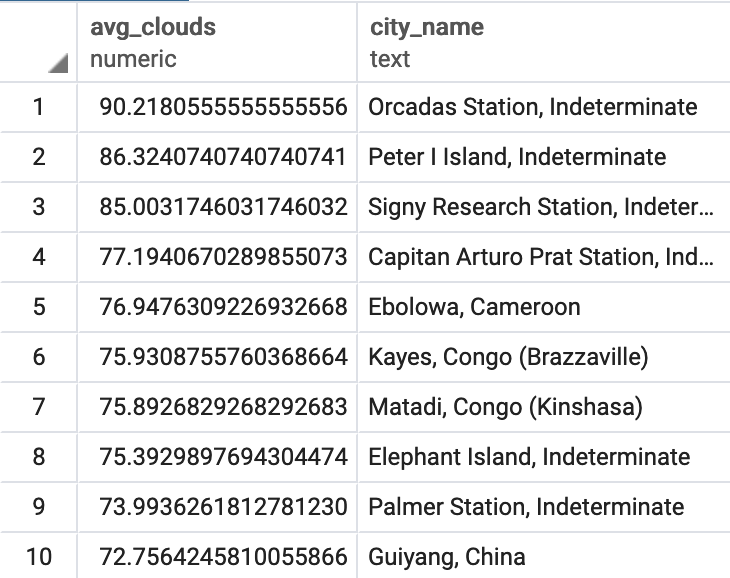 avg_clouds city_name
numeric text
1 90.2180555555555556 Orcadas Station, Indeterminate
2 86.3240740740740741 Peter I Island, Indeterminate
3 85.0031746031746032 Signy Research Station, Indeter...
4 77.1940670289855073 Capitan Arturo Prat Station, Ind...
5 76.9476309226932668 Ebolowa, Cameroon
6 75.9308755760368664 Kayes, Congo (Brazzaville)
7 75.8926829268292683 Matadi, Congo (Kinshasa)
8 75.3929897694304474 Elephant Island, Indeterminate
9 73.9936261812781230 Palmer Station, Indeterminate
10 72.7564245810055866 Guiyang, China